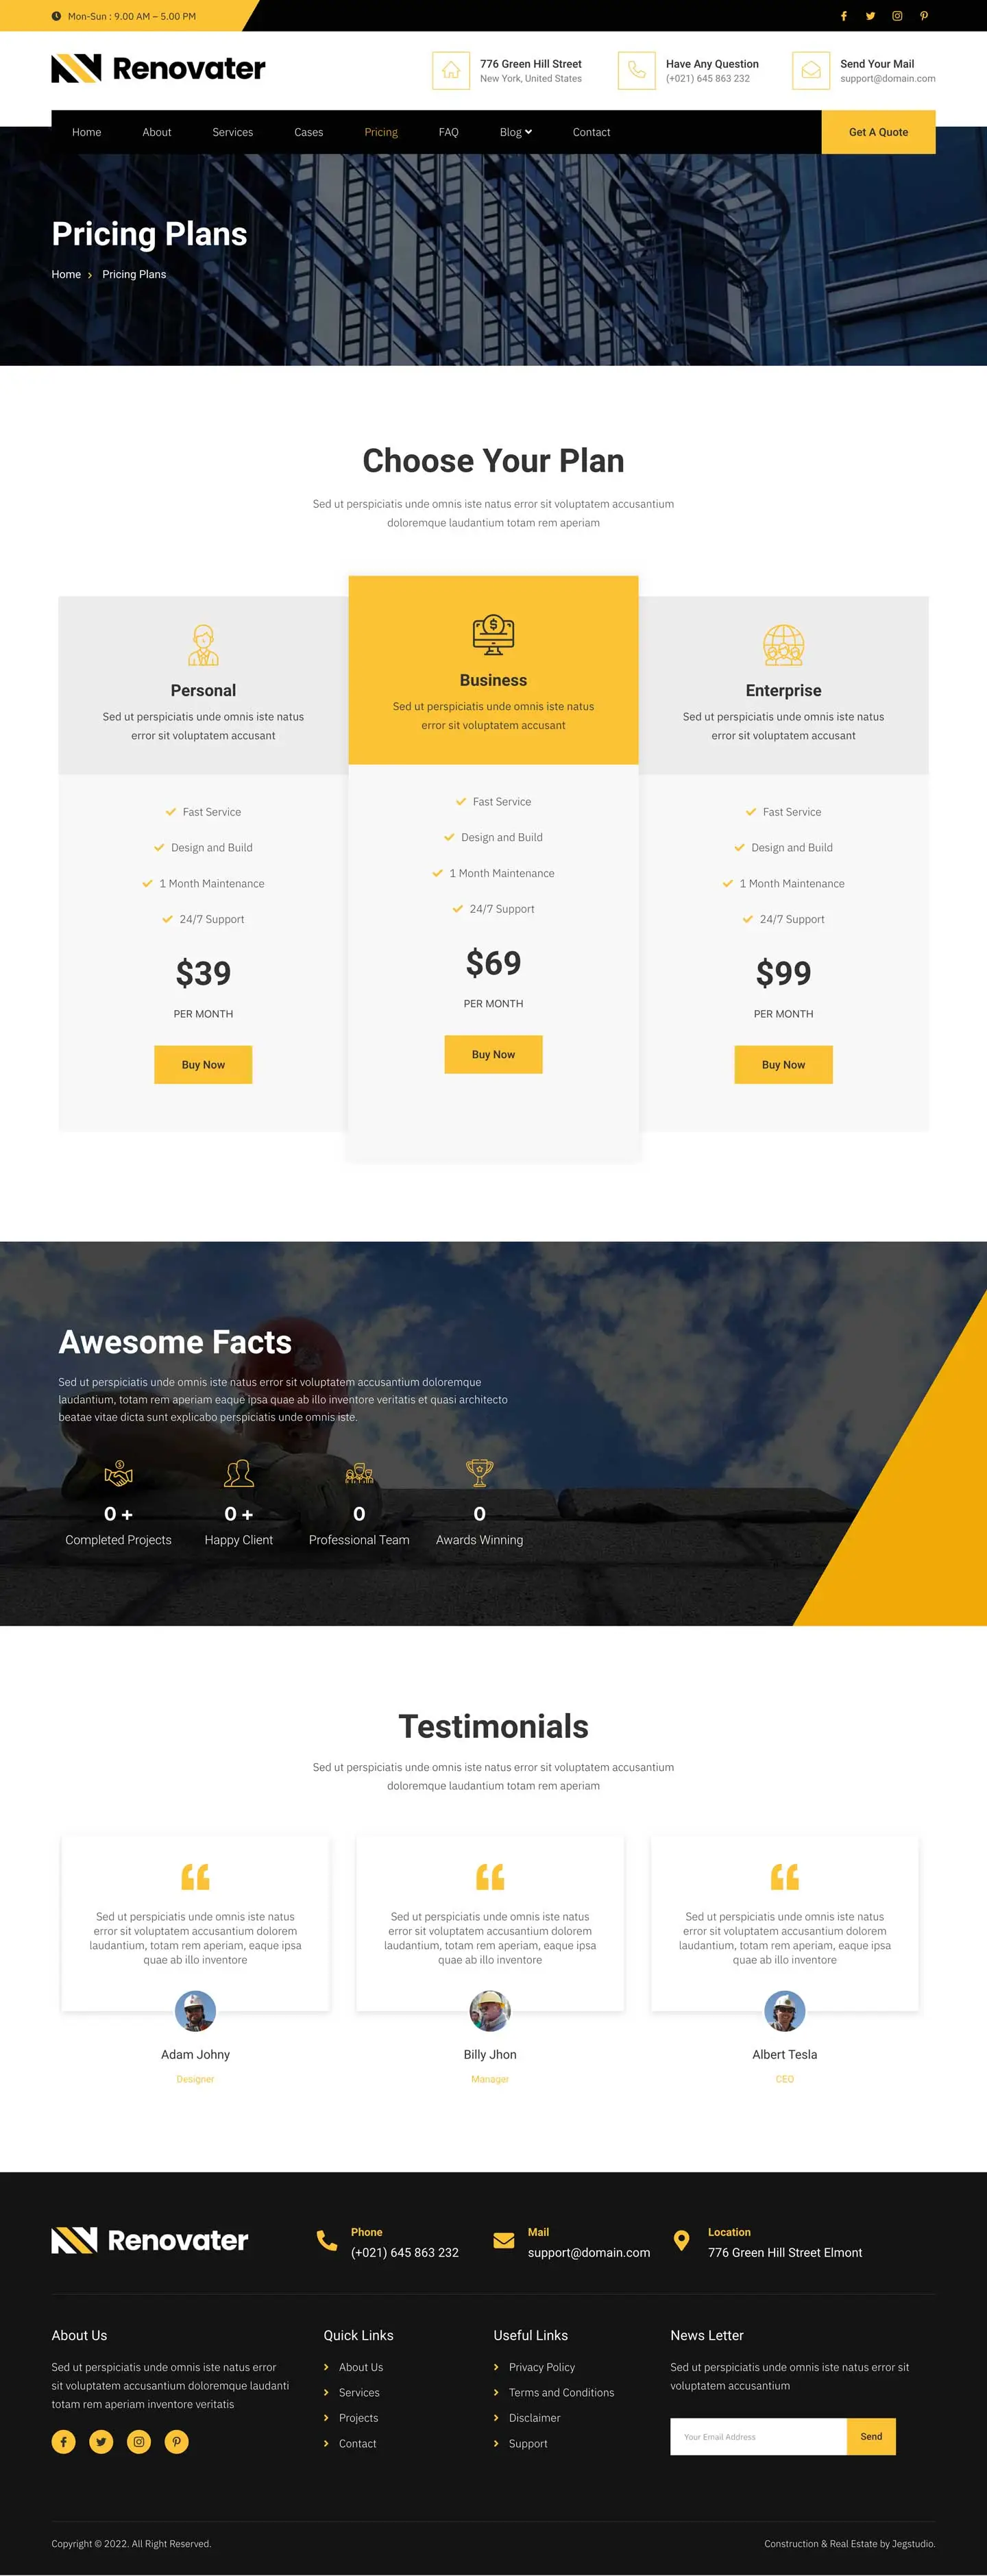 Mon-Sun : 9.00 AM – 5.00 PM
Renovater
776 Green Hill Street
New York, United States
Have Any Question
(+021) 645 863 232
Send Your Mail
support@domain.com
Home
About
Services
Cases
Pricing
FAQ
Blog
Contact
Get A Quote
Pricing Plans
Home
Pricing Plans
Choose Your Plan
Sed ut perspiciatis unde omnis iste natus error sit voluptatem accusantium
doloremque laudantium totam rem aperiam
Personal
Sed ut perspiciatis unde omnis iste natus
error sit voluptatem accusant
Fast Service
Design and Build
1 Month Maintenance
24/7 Support
$39
PER MONTH
Buy Now
Business
Sed ut perspiciatis unde omnis iste natus
error sit voluptatem accusant
Fast Service
Design and Build
1 Month Maintenance
24/7 Support
$69
PER MONTH
Buy Now
Enterprise
Sed ut perspiciatis unde omnis iste natus
error sit voluptatem accusant
Fast Service
Design and Build
1 Month Maintenance
24/7 Support
$99
PER MONTH
Buy Now
Awesome Facts
Sed ut perspiciatis unde omnis iste natus error sit voluptatem accusantium doloremque
laudantium, totam rem aperiam eaque ipsa quae ab illo inventore veritatis et quasi architecto
beatae vitae dicta sunt explicabo perspiciatis unde omnis iste.
0 +
Completed Projects
0 +
Happy Client
0
Professional Team
0
Awards Winning
Testimonials
Sed ut perspiciatis unde omnis iste natus error sit voluptatem accusantium
doloremque laudantium totam rem aperiam
Sed ut perspiciatis unde omnis iste natus
error sit voluptatem accusantium dolorem
laudantium, totam rem aperiam, eaque ipsa
quae ab illo inventore
Adam Johny
Designer
Sed ut perspiciatis unde omnis iste natus
error sit voluptatem accusantium dolorem
laudantium, totam rem aperiam, eaque ipsa
quae ab illo inventore
Billy Jhon
Manager
Sed ut perspiciatis unde omnis iste natus
error sit voluptatem accusantium dolorem
laudantium, totam rem aperiam, eaque ipsa
quae ab illo inventore
Albert Tesla
CEO
Renovater
Phone
(+021) 645 863 232
Mail
support@domain.com
Location
776 Green Hill Street Elmont
About Us
Sed ut perspiciatis unde omnis iste natus error
sit voluptatem accusantium doloremque laudanti
totam rem aperiam inventore veritatis
Quick Links
About Us
Services
Projects
Contact
Useful Links
Privacy Policy
Terms and Conditions
Disclaimer
Support
News Letter
Sed ut perspiciatis unde omnis iste natus error sit
voluptatem accusantium
Your Email Address
Send
Copyright © 2022. All Right Reserved.
Construction & Real Estate by Jegstudio.